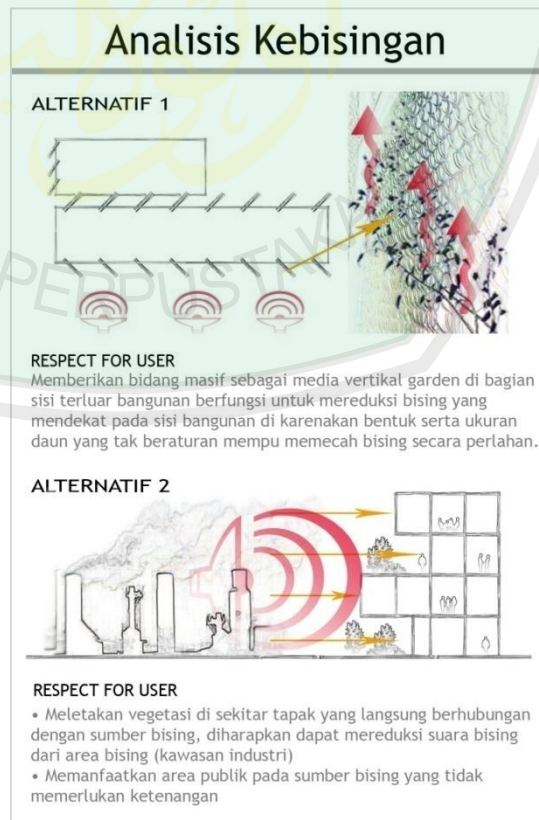 Analisis Kebisingan
ALTERNATIF 1
PERPUSTAKA
RESPECT FOR USER
Memberikan bidang masif sebagai media vertikal garden di bagian
sisi terluar bangunan berfungsi untuk mereduksi bising yang
mendekat pada sisi bangunan di karenakan bentuk serta ukuran
daun yang tak beraturan mempu memecah bising secara perlahan.
ALTERNATIF 2
RESPECT FOR USER
• Meletakan vegetasi di sekitar tapak yang langsung berhubungan
dengan sumber bising, diharapkan dapat mereduksi suara bising
dari area bising (kawasan industri)
• Memanfaatkan area publik pada sumber bising yang tidak
memerlukan ketenangan